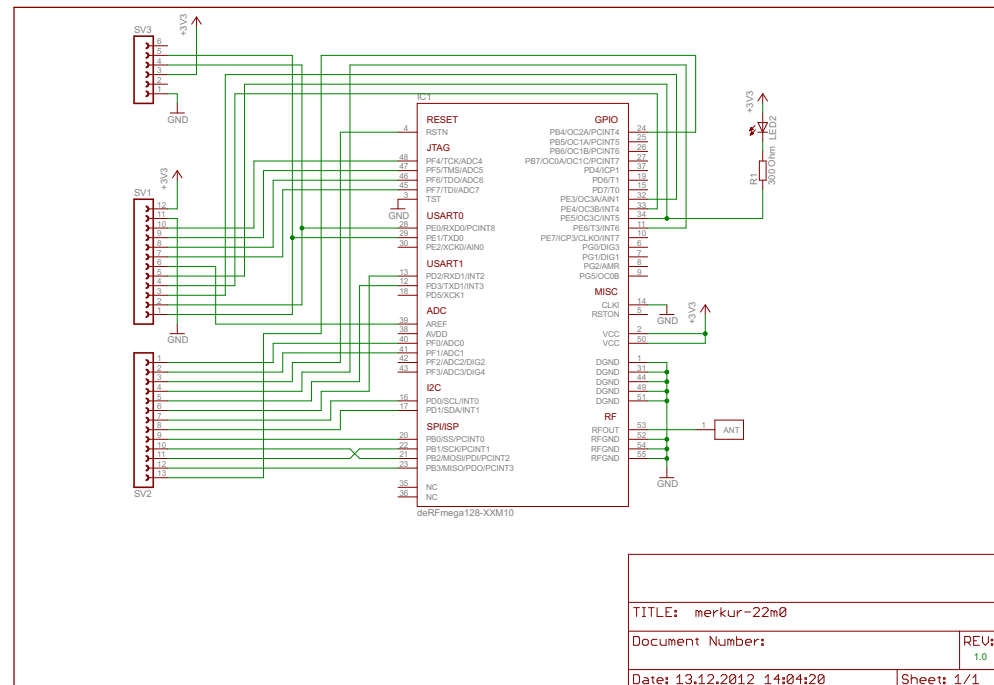 SV3
6
5
4
3
2
1
+3V3
GND
SV1
12
11
10
9
8
7
6
5
4
3
2
1
+3V3
GND
1
2
3
4
5
6
7
8
9
10
11
12
13
SV2
IC1
RESET
4 RSTN
JTAG
48 PF4/TCK/ADC4
47 PF5/TMS/ADC5
46 PF6/TDO/ADC6
45 PF7/TDI/ADC7
3 TST
GND
USART0
28 PE0/RXD0/PCINT8
29 PE1/TXD0
30 PE2/XCK0/AIN0
USART1
13 PD2/RXD1/INT2
12 PD3/TXD1/INT3
18 PD5/XCK1
ADC
39 AREF
38 AVDD
40 PF0/ADC0
41 PF1/ADC1
42 PF2/ADC2/DIG2
43 PF3/ADC3/DIG4
I2C
16 PD0/SCL/INT0
17 PD1/SDA/INT1
SPI/ISP
20 PB0/SS/PCINT0
22 PB1/SCK/PCINT1
21 PB2/MOSI/PDI/PCINT2
23 PB3/MISO/PDO/PCINT3
35 NC
36 NC
deRFmega128-XXM10
GPIO
PB4/OC2A/PCINT4 24
PB5/OC1A/PCINT5 25
PB6/OC1B/PCINT6 26
PB7/OC0A/OC1C/PCINT7 27
PD4/ICP1 37
PD6/T1 19
PD7/T0 15
PE3/OC3A/AIN1 32
PE4/OC3B/INT4 33
PE5/OC3C/INT5 34
PE6/T3/INT6 11
PE7/ICP3/CLKO/INT7 10
PG0/DIG3 6
PG1/DIG1 7
PG2/AMR 8
PG5/OC0B 9
MISC
CLKI 14
RSTON 5
GND
VCC 2
VCC 50
+3V3
DGND 1
DGND 31
DGND 44
DGND 49
DGND 51
RF
RFOUT 53
RFGND 52
RFGND 54
RFGND 55
GND
1 ANT
+3V3
LED2
R1
300 Ohm
TITLE: merkur-22m0
Document Number:
REV:
1.0
Date: 13.12.2012 14:04:20
Sheet: 1/1